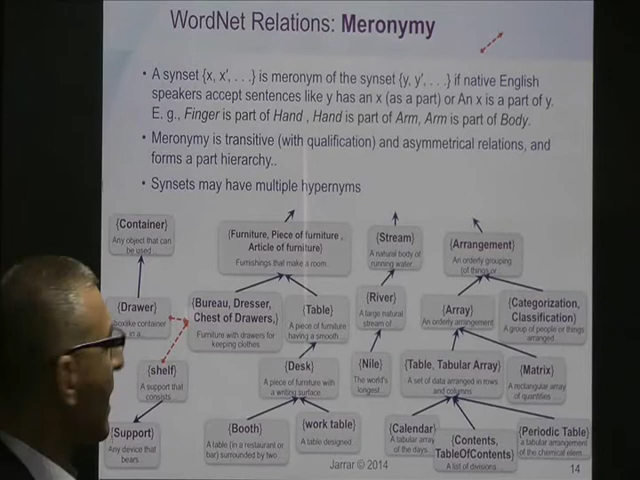 WordNet Relations: Meronymy
• A synset {x, x′, . . .} is meronym of the synset {y, y′, . . .} if native English
speakers accept sentences like y has an x (as a part) or An x is a part of y.
E. g., Finger is part of Hand , Hand is part of Arm, Arm is part of Body.
• Meronymy is transitive (with qualification) and asymmetrical relations, and
forms a part hierarchy..
• Synsets may have multiple hypernyms
{Container}
Any object that can
be used...
{Furniture, Piece of furniture ,
Article of furniture}
Furnishings that make a room
{Stream}
A natural body of
running water
{Arrangement}
An orderly grouping
(of things or
{Drawer}
boxlike container
in a
{Bureau, Dresser,
Chest of Drawers,}
Furniture with drawers for
keeping clothes
{Table}
A piece of furniture
having a smooth
{River}
A large natural
stream of
{Array}
An orderly arrangement
{Categorization,
Classification}
A group of people or things
arranged
{shelf}
A support that
consists
{Desk}
A piece of furniture with
a writing surface
{Nile}
The world's
longest
{Table, Tabular Array}
A set of data arranged in rows
and columns
{Matrix}
A rectangular array
of quantities
{Support}
Any device that
bears
{Booth}
A table (in a restaurant or
bar) surrounded by two
{work table}
A table designed
{Calendar}
A tabular array
of the days
{Contents,
TableOfContents}
A list of divisions
{Periodic Table}
a tabular arrangement
of the chemical elem
Jarrar © 2014
14